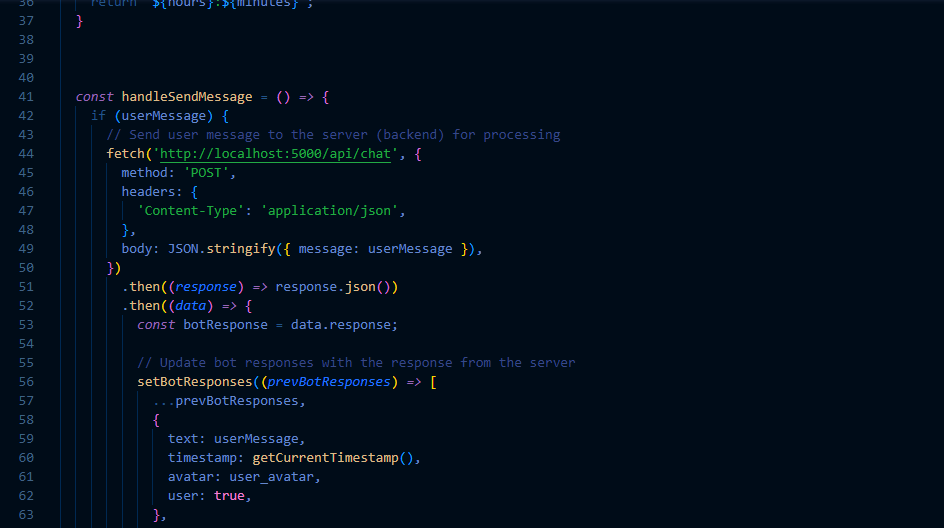 36 return `${hours}:${minutes}`;
37 }
38
39
40
41 const handleSendMessage = () => {
42 if (userMessage) {
43 // Send user message to the server (backend) for processing
44 fetch('http://localhost:5000/api/chat', {
45 method: 'POST',
46 headers: {
47 'Content-Type': 'application/json',
48 },
49 body: JSON.stringify({ message: userMessage }),
50 })
51 .then((response) => response.json())
52 .then((data) => {
53 const botResponse = data.response;
54
55 // Update bot responses with the response from the server
56 setBotResponses((prevBotResponses) => [
57 ...prevBotResponses,
58 {
59 text: userMessage,
60 timestamp: getCurrentTimestamp(),
61 avatar: user_avatar,
62 user: true,
63 },